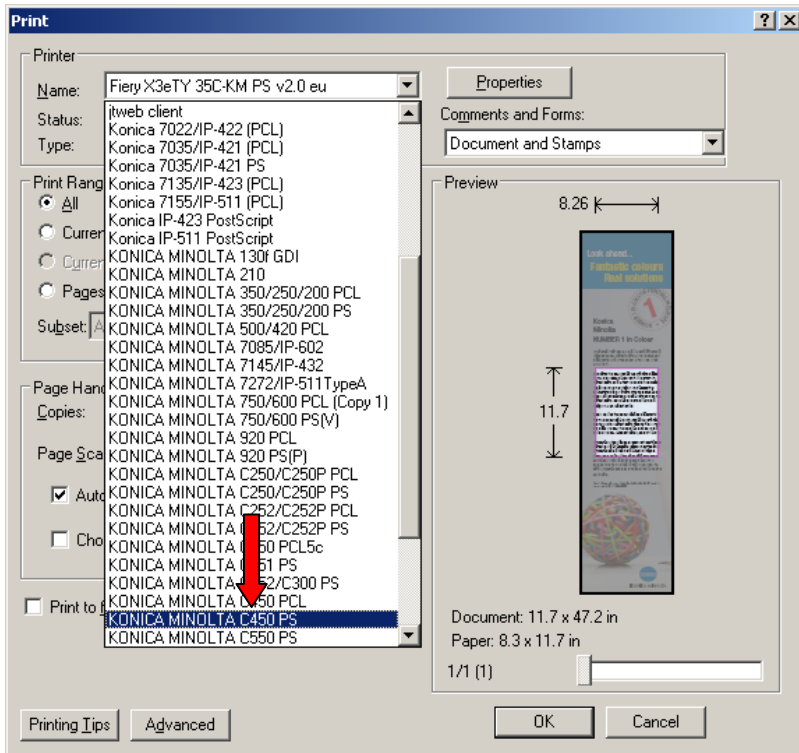 Print
Printer
Name: Fiery X3eTY 35C-KM PS v2.0 eu
Properties
Status:
Comments and Forms:
Type:
Document and Stamps
jtweb client
Konica 7022/IP-422 (PCL)
Konica 7035/IP-421 (PCL)
Konica 7035/IP-421 PS
Konica 7135/IP-423 (PCL)
Konica 7155/IP-511 (PCL)
Konica IP-423 PostScript
Konica IP-511 PostScript
KONICA MINOLTA 130f GDI
KONICA MINOLTA 210
KONICA MINOLTA 350/250/200 PCL
KONICA MINOLTA 350/250/200 PS
KONICA MINOLTA 500/420 PCL
KONICA MINOLTA 7085/IP-602
KONICA MINOLTA 7145/IP-432
KONICA MINOLTA 7272/IP-511TypeA
KONICA MINOLTA 750/600 PCL (Copy 1)
KONICA MINOLTA 750/600 PS(V)
KONICA MINOLTA 920 PCL
KONICA MINOLTA 920 PS(P)
KONICA MINOLTA C250/C250P PCL
KONICA MINOLTA C250/C250P PS
KONICA MINOLTA C252/C252P PCL
KONICA MINOLTA 52/C252P PS
KONICA MINOLTA 50 PCL5c
KONICA MINOLTA 51 PS
KONICA MINOLTA 52/C300 PS
KONICA MINOLTA C450 PCL
KONICA MINOLTA C450 PS
KONICA MINOLTA C550 PS
Print Rang
All
Curren
Curren
Pages
Subset: A
Page Hand
Copies:
Page Sca
Auto
Cho
Print to f
Preview
8.26
Look ahead...
Fantastic colours
Real solutions
1
Konica
Minolta
NUMBER 1 in Colour
11.7
Document: 11.7 x 47.2 in
Paper: 8.3 x 11.7 in
1/1 (1)
Printing Tips
Advanced
OK
Cancel